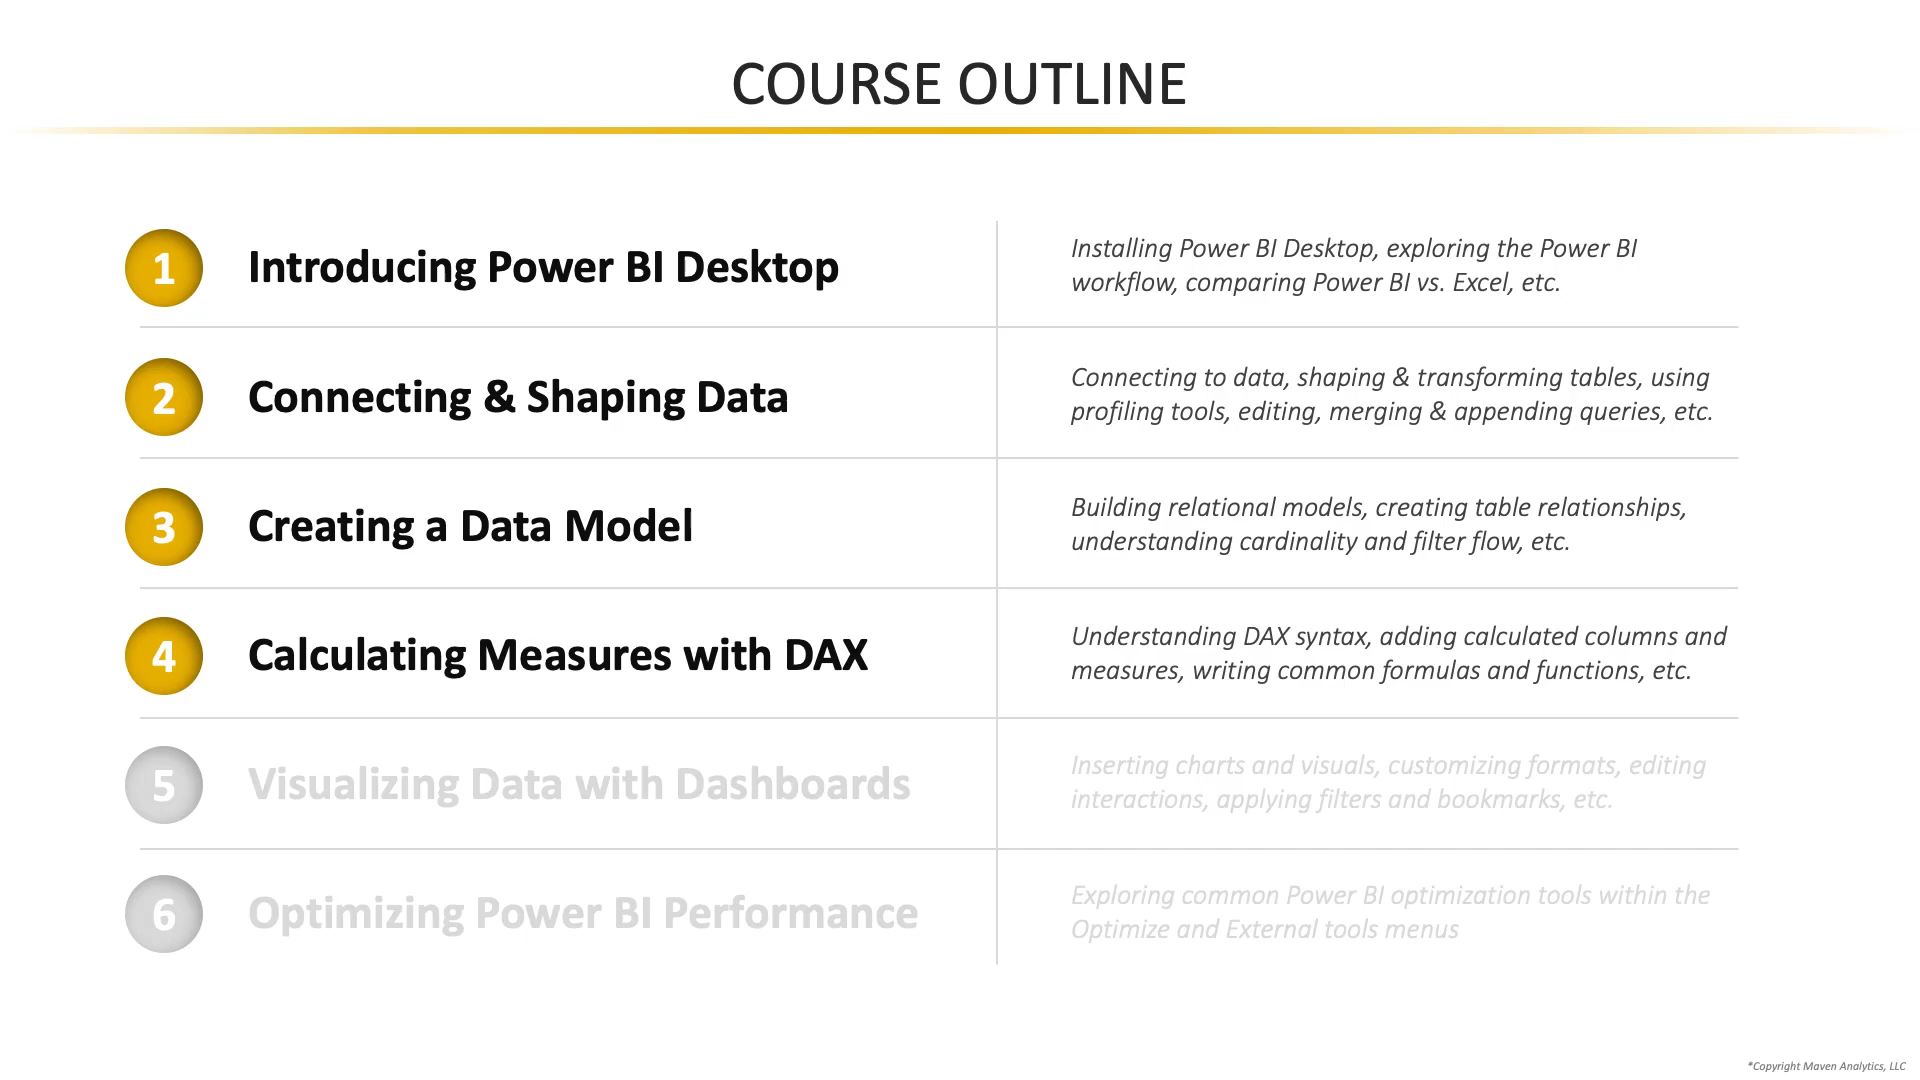 COURSE OUTLINE
1
Introducing Power BI Desktop
Installing Power BI Desktop, exploring the Power BI
workflow, comparing Power BI vs. Excel, etc.
2
Connecting & Shaping Data
Connecting to data, shaping & transforming tables, using
profiling tools, editing, merging & appending queries, etc.
3
Creating a Data Model
Building relational models, creating table relationships,
understanding cardinality and filter flow, etc.
4
Calculating Measures with DAX
Understanding DAX syntax, adding calculated columns and
measures, writing common formulas and functions, etc.
5
Visualizing Data with Dashboards
Inserting charts and visuals, customizing formats, editing
interactions, applying filters and bookmarks, etc.
6
Optimizing Power BI Performance
Exploring common Power BI optimization tools within the
Optimize and External tools menus
*Copyright Maven Analytics, LLC